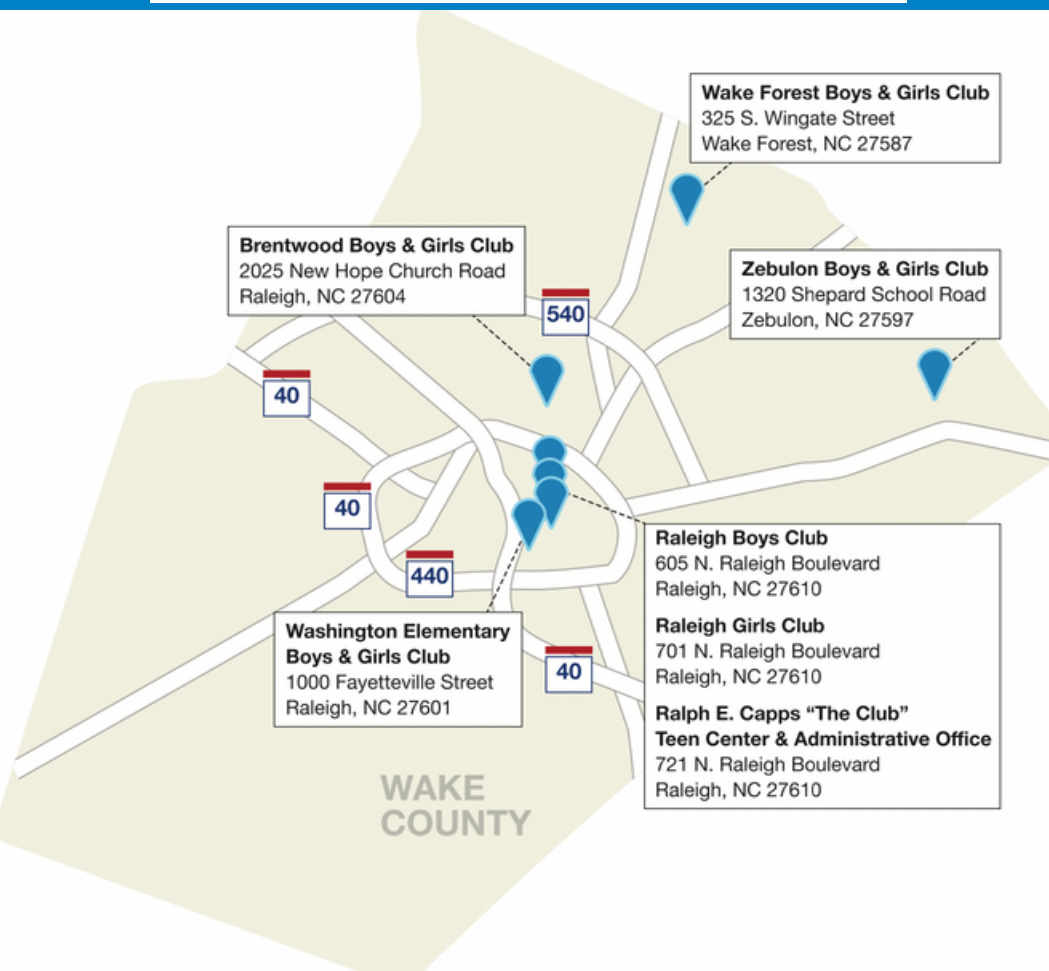 Wake Forest Boys & Girls Club
325 S. Wingate Street
Wake Forest, NC 27587
Brentwood Boys & Girls Club
2025 New Hope Church Road
Raleigh, NC 27604
Zebulon Boys & Girls Club
1320 Shepard School Road
Zebulon, NC 27597
540
40
40
440
Raleigh Boys Club
605 N. Raleigh Boulevard
Raleigh, NC 27610
Raleigh Girls Club
701 N. Raleigh Boulevard
Raleigh, NC 27610
Ralph E. Capps “The Club”
Teen Center & Administrative Office
721 N. Raleigh Boulevard
Raleigh, NC 27610
Washington Elementary
Boys & Girls Club
1000 Fayetteville Street
Raleigh, NC 27601
40
WAKE
COUNTY